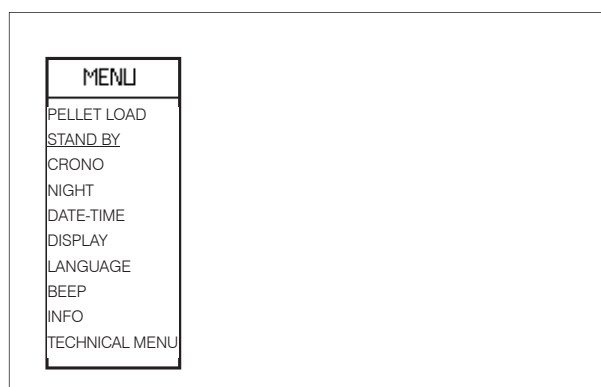 MENU
PELLET LOAD
STAND BY
CRONO
NIGHT
DATE-TIME
DISPLAY
LANGUAGE
BEEP
INFO
TECHNICAL MENU